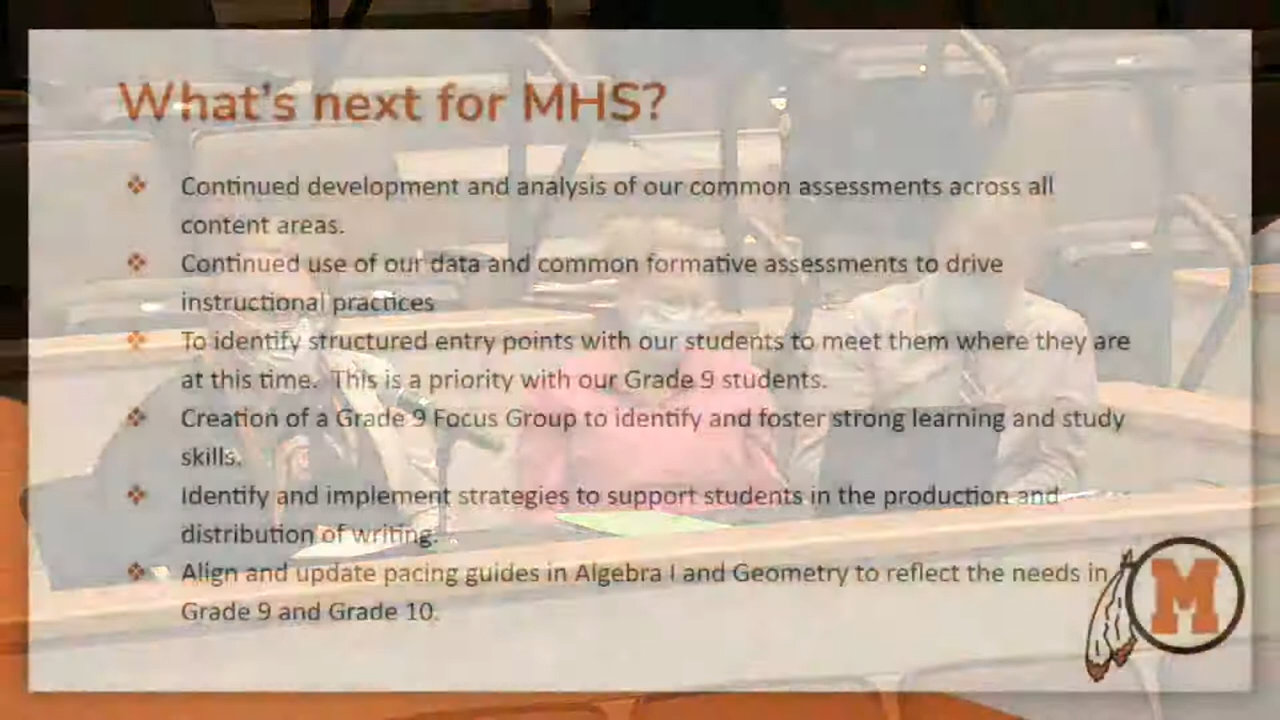 What's next for MHS?
Continued development and analysis of our common assessments across all
content areas.
Continued use of our data and common formative assessments to drive
instructional practices
To identify structured entry points with our students to meet them where they are
at this time. This is a priority with our Grade 9 students.
Creation of a Grade 9 Focus Group to identify and foster strong learning and study
skills.
Identify and implement strategies to support students in the production and
distribution of writing.
Align and update pacing guides in Algebra I and Geometry to reflect the needs in
Grade 9 and Grade 10.
M